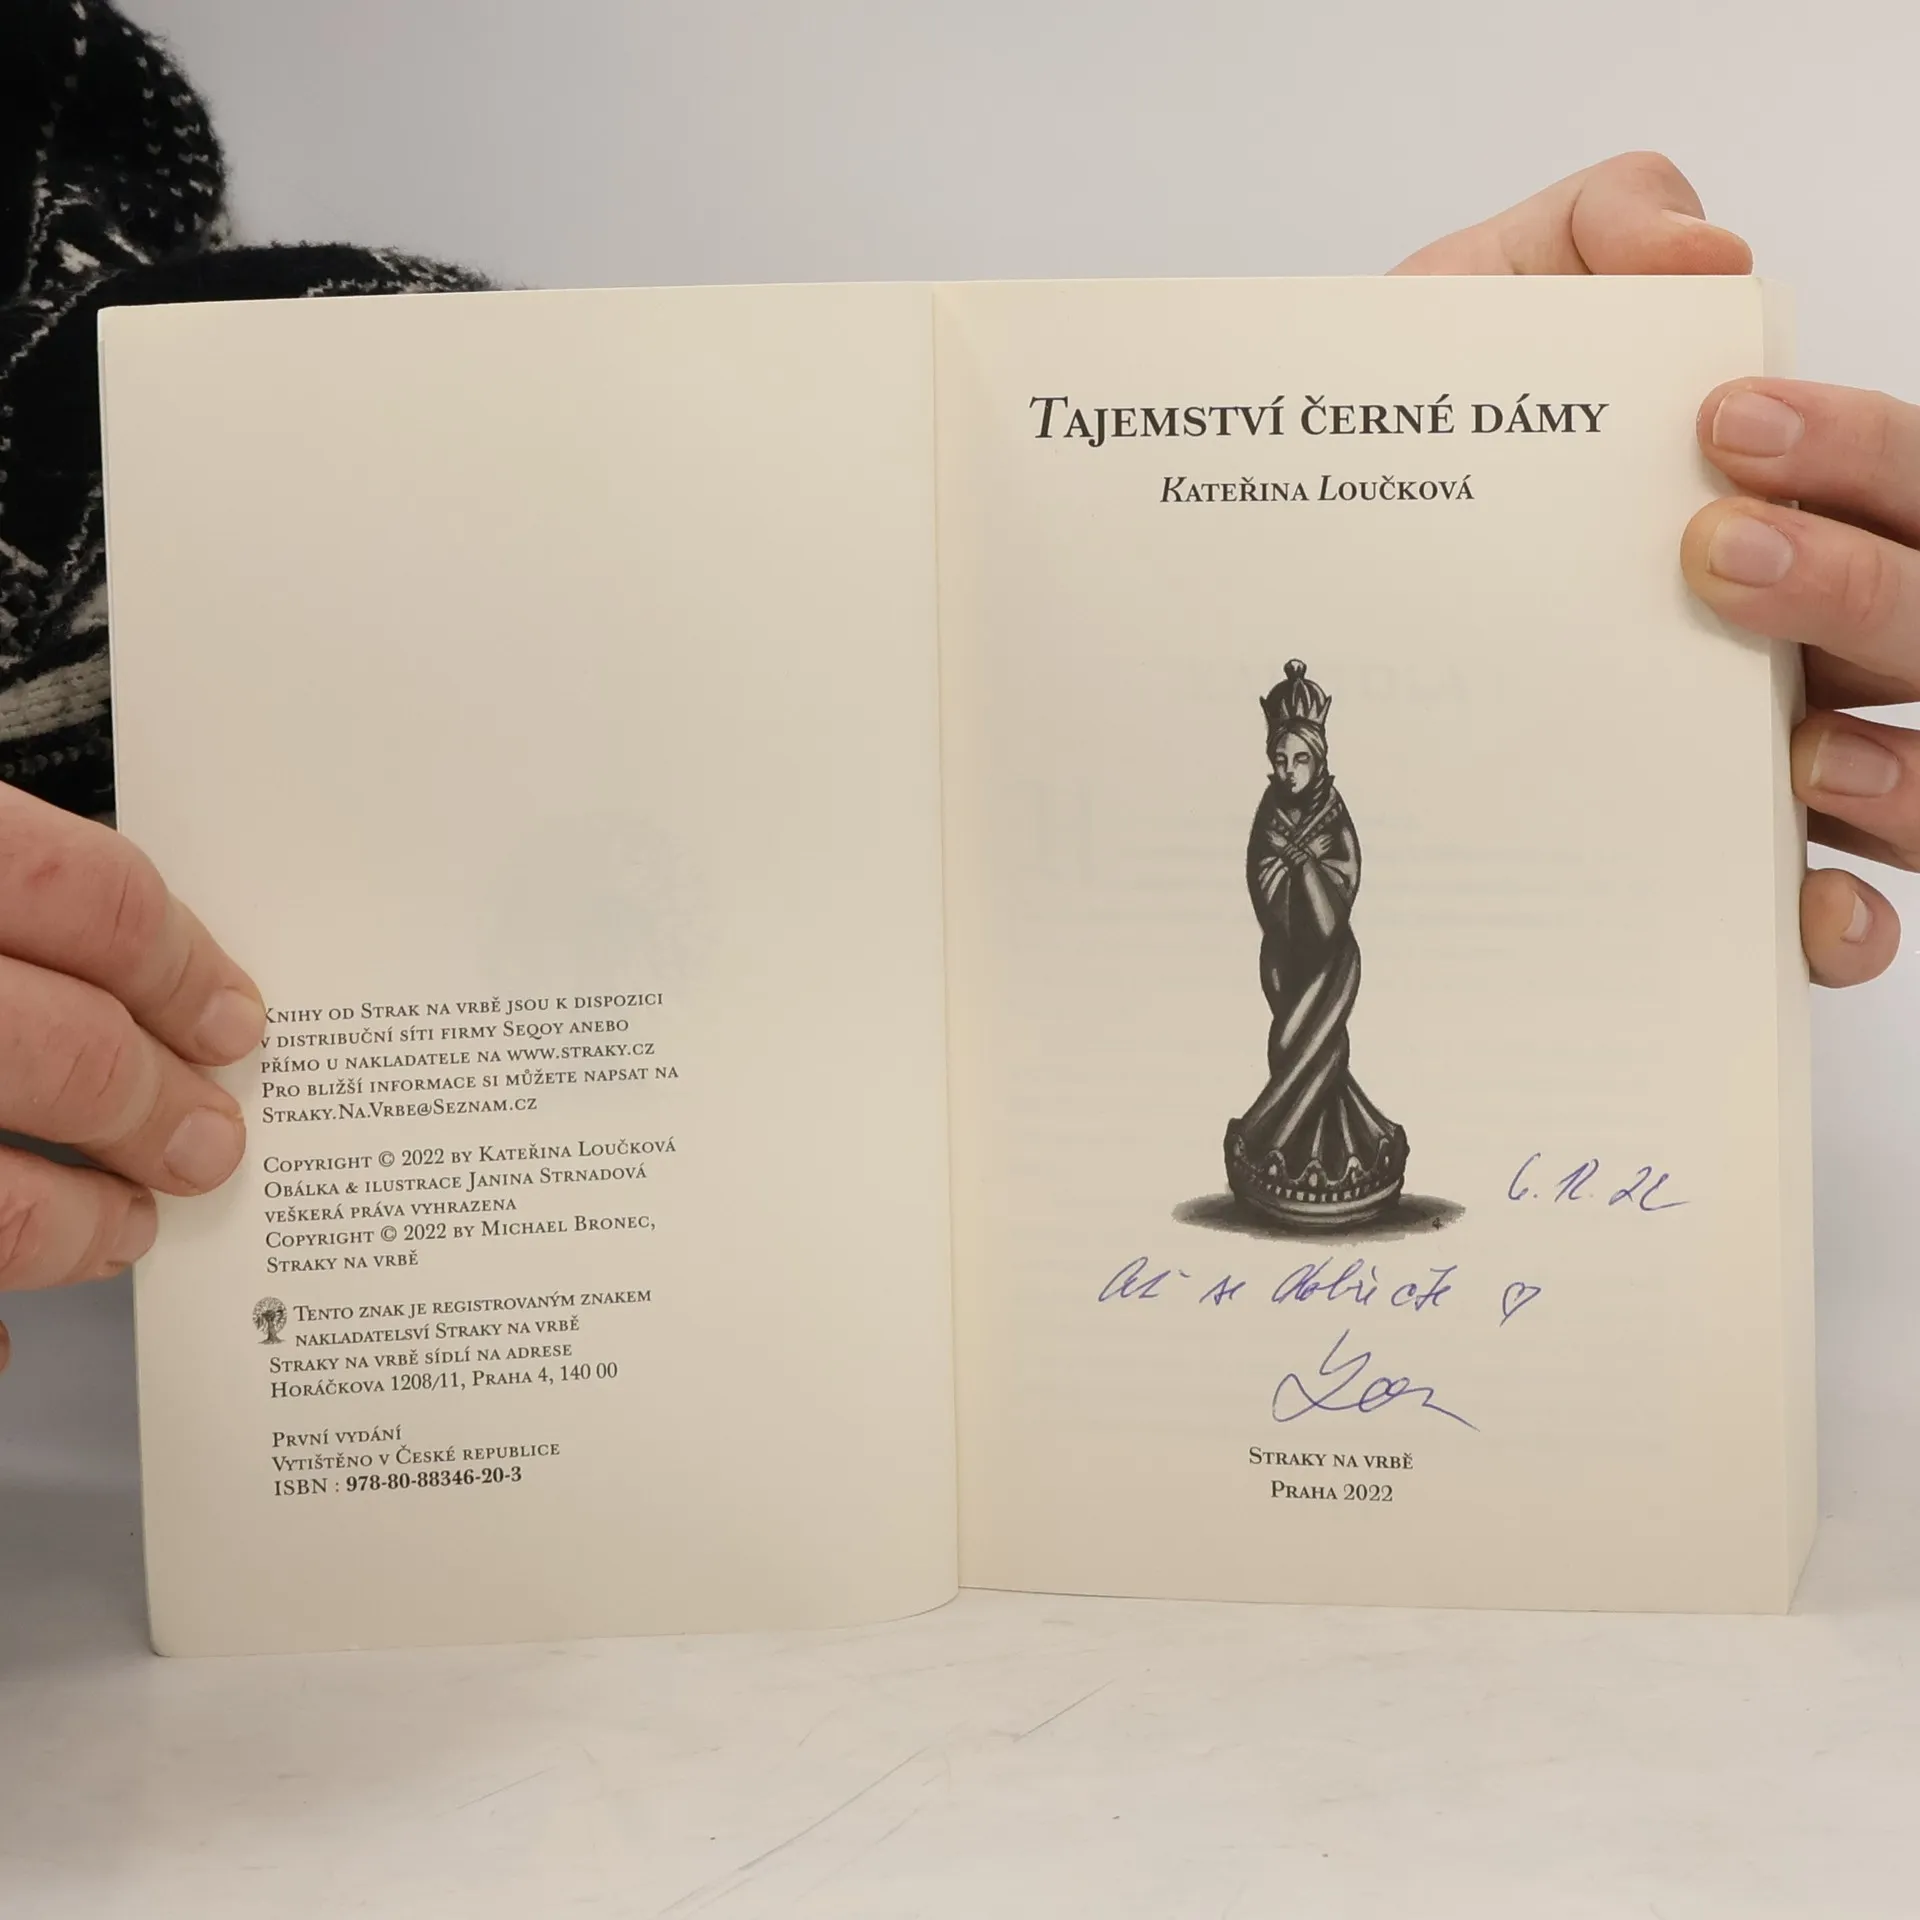 Knihy od Strak na vrbě jsou k dispozici
v distribuční síti firmy Seqoy anebo
přímo u nakladatele na www.straky.cz
Pro bližší informace si můžete napsat na
Straky.Na.Vrbe@Seznam.cz
Copyright © 2022 by Kateřina Loučková
Obálka & ilustrace Janina Strnadová
veškerá práva vyhrazena
Copyright © 2022 by Michael Bronec,
Straky na vrbě
Tento znak je registrovaným znakem
nakladatelsví Straky na vrbě
Straky na vrbě sídlí na adrese
Horáčkova 1208/11, Praha 4, 140 00
První vydání
Vytištěno v České republice
ISBN : 978-80-88346-20-3
Tajemství černé dámy
Kateřina Loučková
6. 12. 22
Ať se dobře čte ♡
Straky na vrbě
Praha 2022